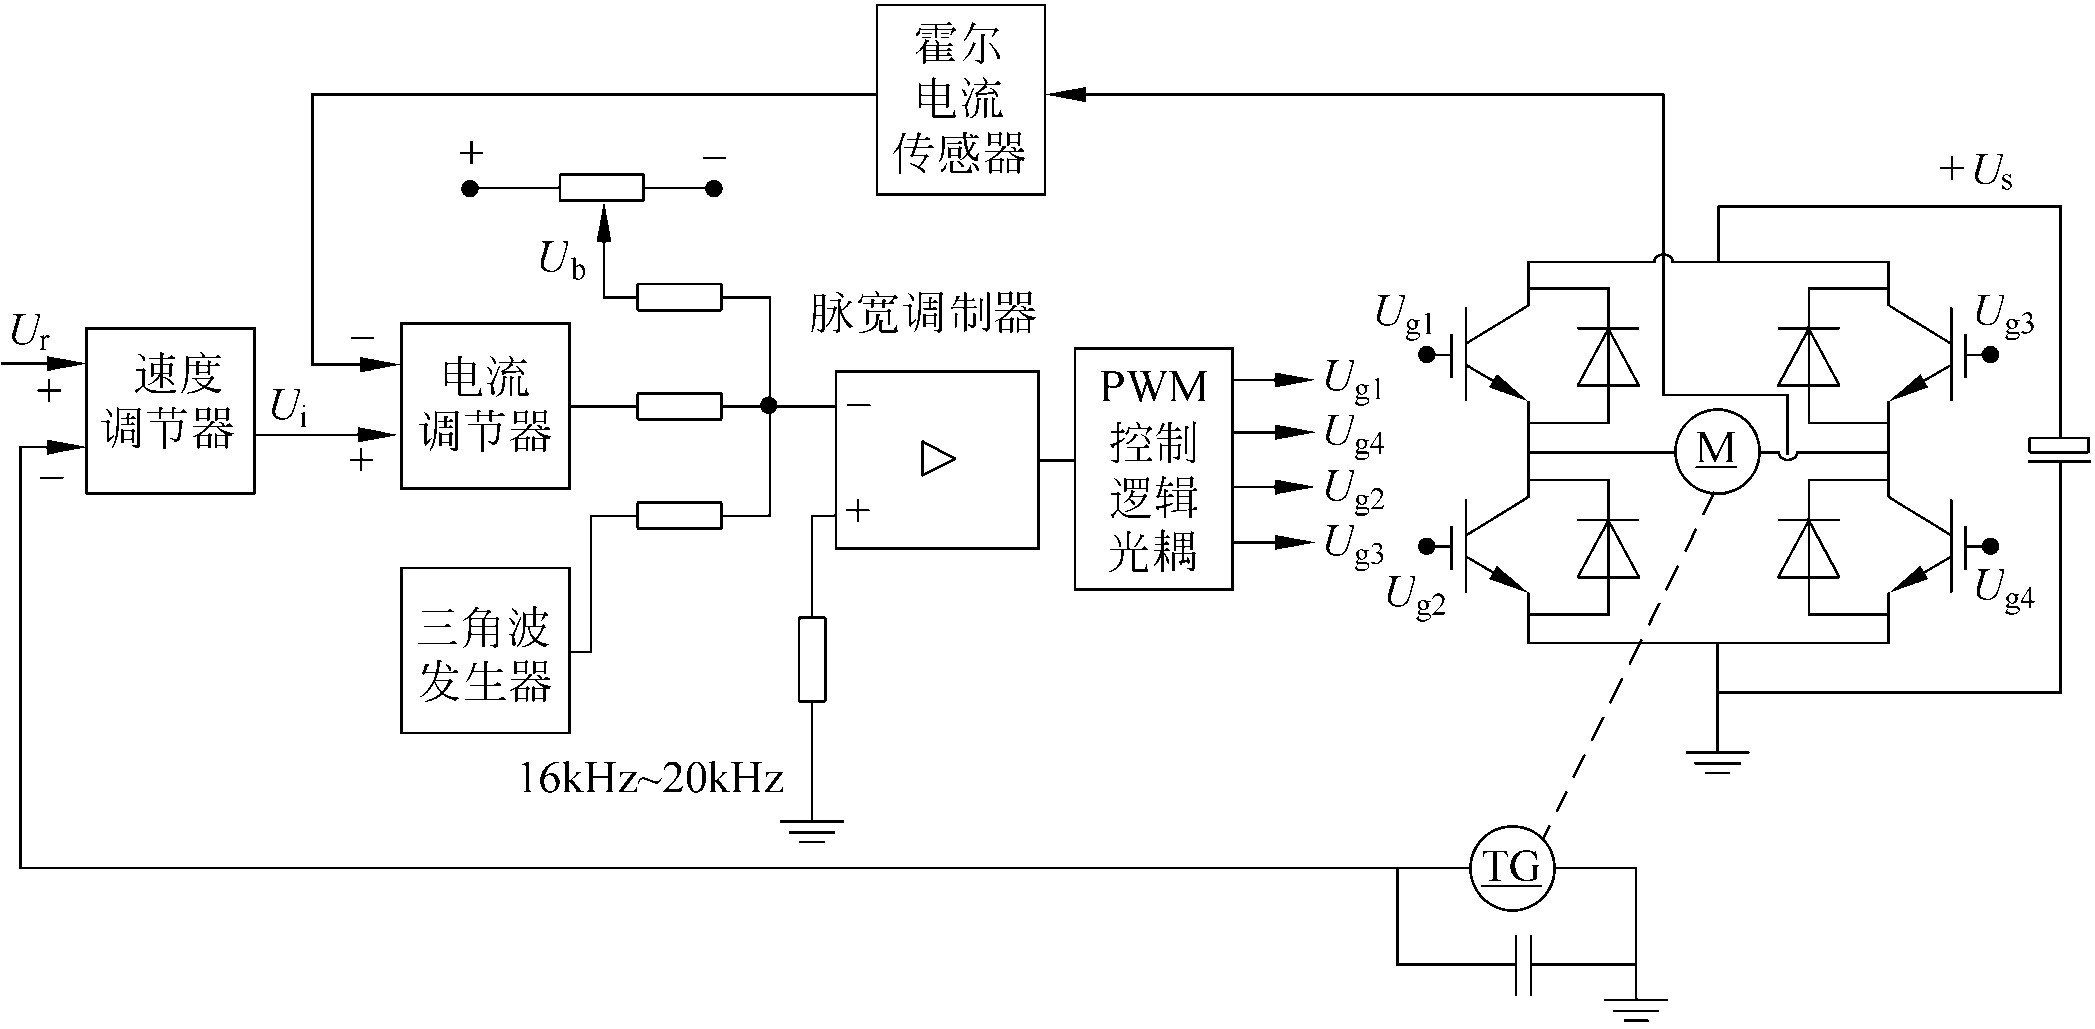 霍尔
电流
传感器
+ −
+Us
Ub
脉宽调制器
Ug1
Ug3
Ur
+
−
速度
调节器
Ui
−
+
电流
调节器
−
+
PWM
控制
逻辑
光耦
Ug1
Ug4
Ug2
Ug3
M
Ug2
Ug4
三角波
发生器
16kHz~20kHz
TG